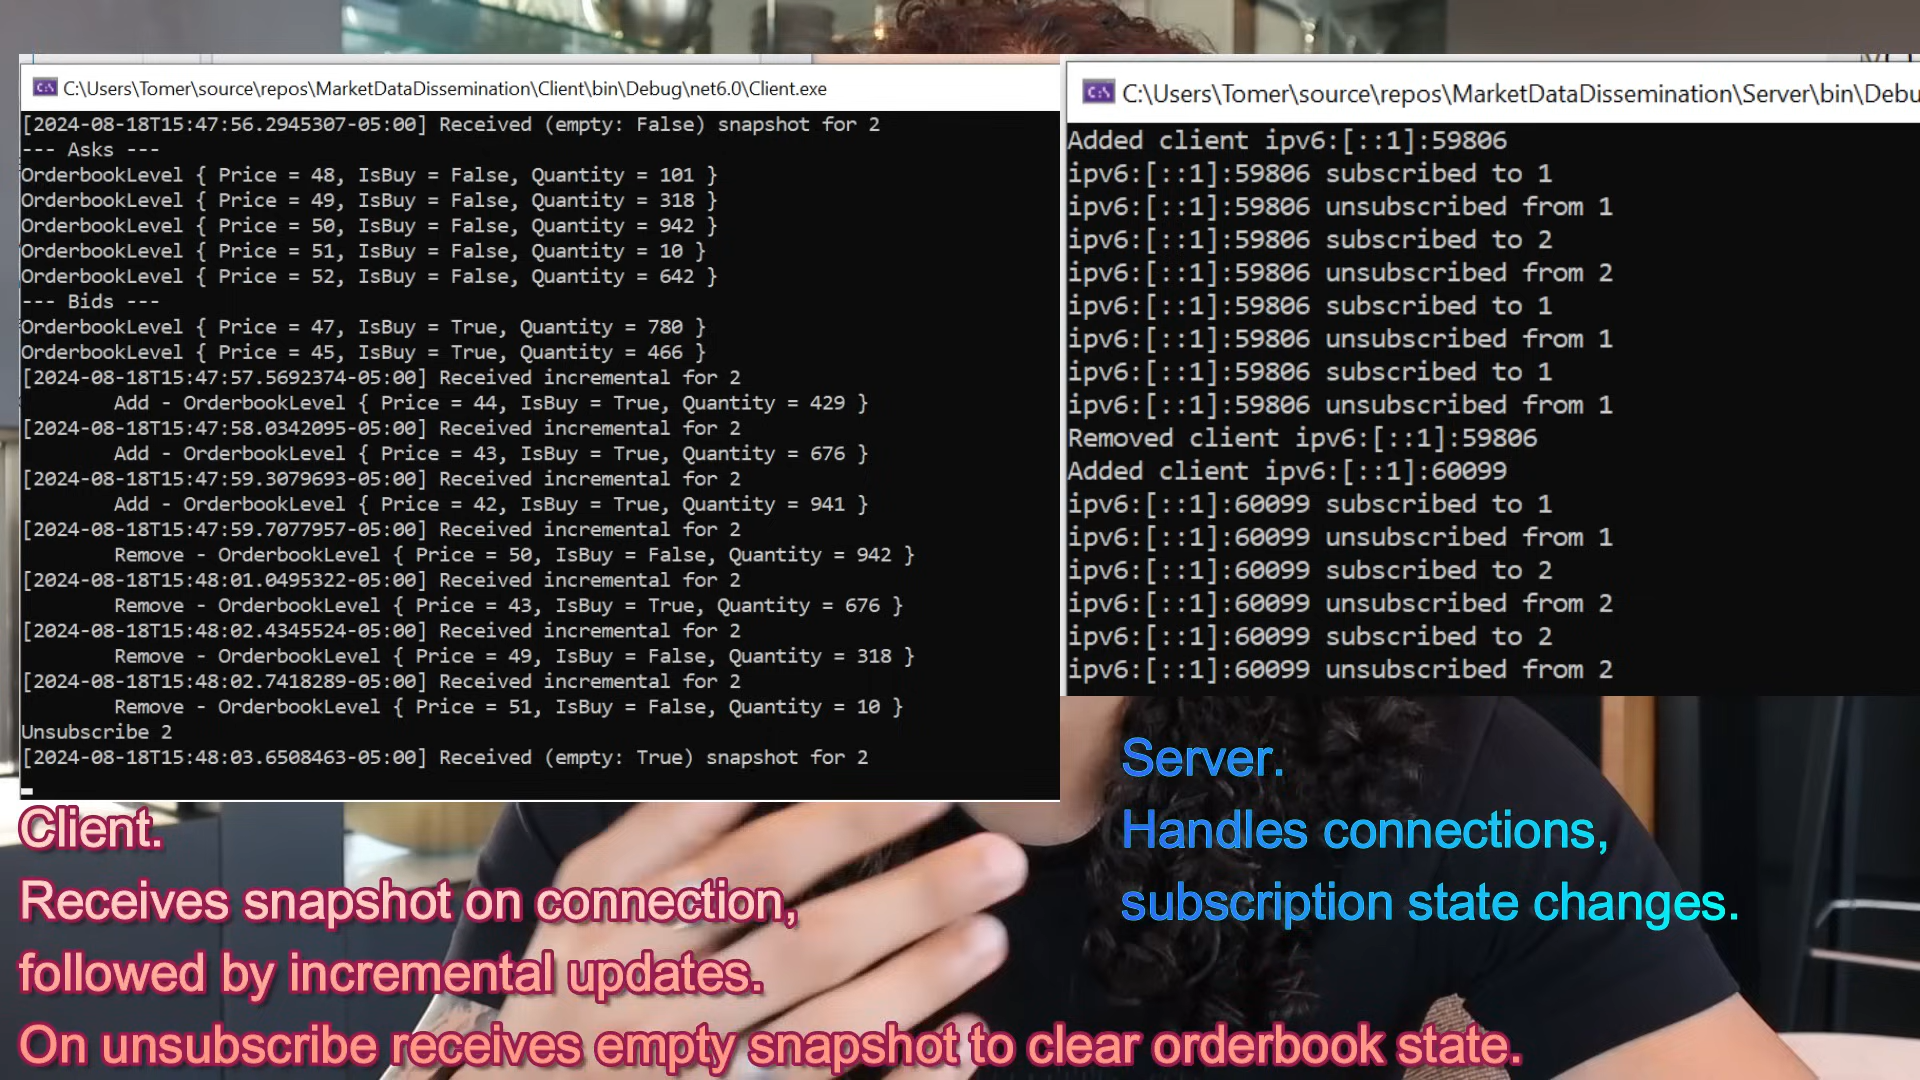 C:\Users\Tomer\source\repos\MarketDataDissemination\Client\bin\Debug\net6.0\Client.exe
[2024-08-18T15:47:56.2945307-05:00] Received (empty: False) snapshot for 2
--- Asks ---
OrderbookLevel { Price = 48, IsBuy = False, Quantity = 101 }
OrderbookLevel { Price = 49, IsBuy = False, Quantity = 318 }
OrderbookLevel { Price = 50, IsBuy = False, Quantity = 942 }
OrderbookLevel { Price = 51, IsBuy = False, Quantity = 10 }
OrderbookLevel { Price = 52, IsBuy = False, Quantity = 642 }
--- Bids ---
OrderbookLevel { Price = 47, IsBuy = True, Quantity = 780 }
OrderbookLevel { Price = 45, IsBuy = True, Quantity = 466 }
[2024-08-18T15:47:57.5692374-05:00] Received incremental for 2
Add - OrderbookLevel { Price = 44, IsBuy = True, Quantity = 429 }
[2024-08-18T15:47:58.0342095-05:00] Received incremental for 2
Add - OrderbookLevel { Price = 43, IsBuy = True, Quantity = 676 }
[2024-08-18T15:47:59.3079693-05:00] Received incremental for 2
Add - OrderbookLevel { Price = 42, IsBuy = True, Quantity = 941 }
[2024-08-18T15:47:59.7077957-05:00] Received incremental for 2
Remove - OrderbookLevel { Price = 50, IsBuy = False, Quantity = 942 }
[2024-08-18T15:48:01.0495322-05:00] Received incremental for 2
Remove - OrderbookLevel { Price = 43, IsBuy = True, Quantity = 676 }
[2024-08-18T15:48:02.4345524-05:00] Received incremental for 2
Remove - OrderbookLevel { Price = 49, IsBuy = False, Quantity = 318 }
[2024-08-18T15:48:02.7418289-05:00] Received incremental for 2
Remove - OrderbookLevel { Price = 51, IsBuy = False, Quantity = 10 }
Unsubscribe 2
[2024-08-18T15:48:03.6508463-05:00] Received (empty: True) snapshot for 2
C:\Users\Tomer\source\repos\MarketDataDissemination\Server\bin\Debu
Added client ipv6:[::1]:59806
ipv6:[::1]:59806 subscribed to 1
ipv6:[::1]:59806 unsubscribed from 1
ipv6:[::1]:59806 subscribed to 2
ipv6:[::1]:59806 unsubscribed from 2
ipv6:[::1]:59806 subscribed to 1
ipv6:[::1]:59806 unsubscribed from 1
ipv6:[::1]:59806 subscribed to 1
ipv6:[::1]:59806 unsubscribed from 1
Removed client ipv6:[::1]:59806
Added client ipv6:[::1]:60099
ipv6:[::1]:60099 subscribed to 1
ipv6:[::1]:60099 unsubscribed from 1
ipv6:[::1]:60099 subscribed to 2
ipv6:[::1]:60099 unsubscribed from 2
ipv6:[::1]:60099 subscribed to 2
ipv6:[::1]:60099 unsubscribed from 2
Server.
Handles connections,
subscription state changes.
Client.
Receives snapshot on connection,
followed by incremental updates.
On unsubscribe receives empty snapshot to clear orderbook state.